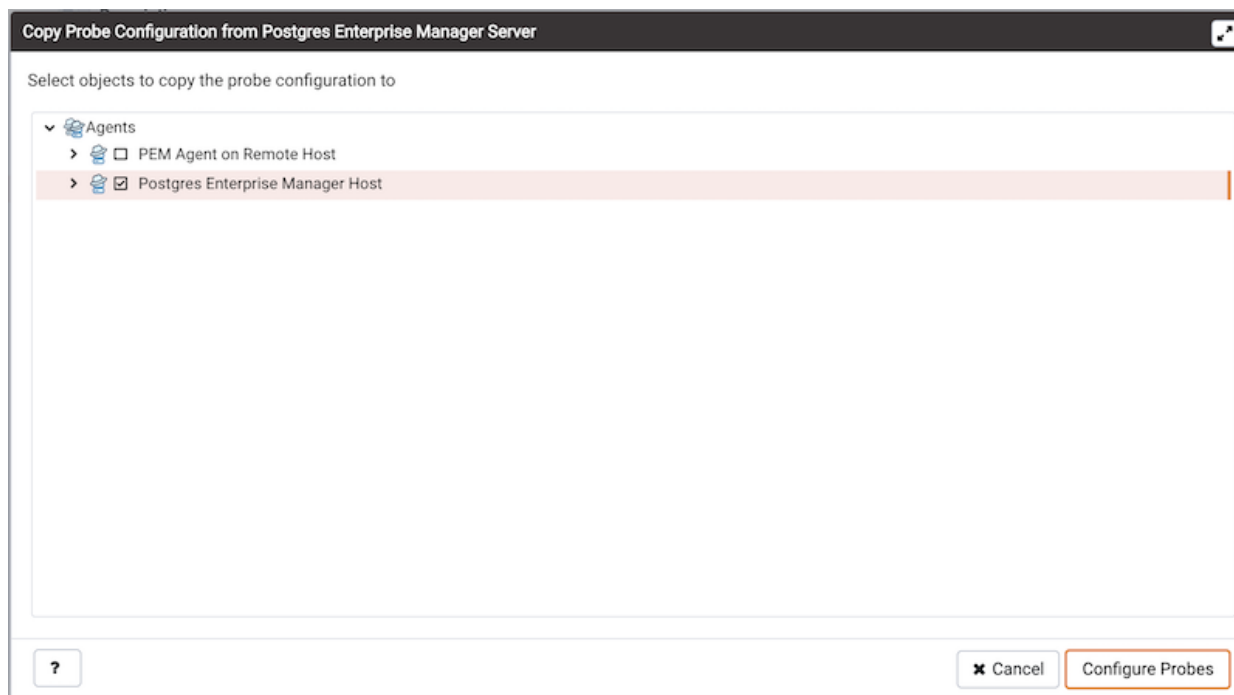 Copy Probe Configuration from Postgres Enterprise Manager Server
Select objects to copy the probe configuration to
Agents
PEM Agent on Remote Host
Postgres Enterprise Manager Host
? Cancel Configure Probes